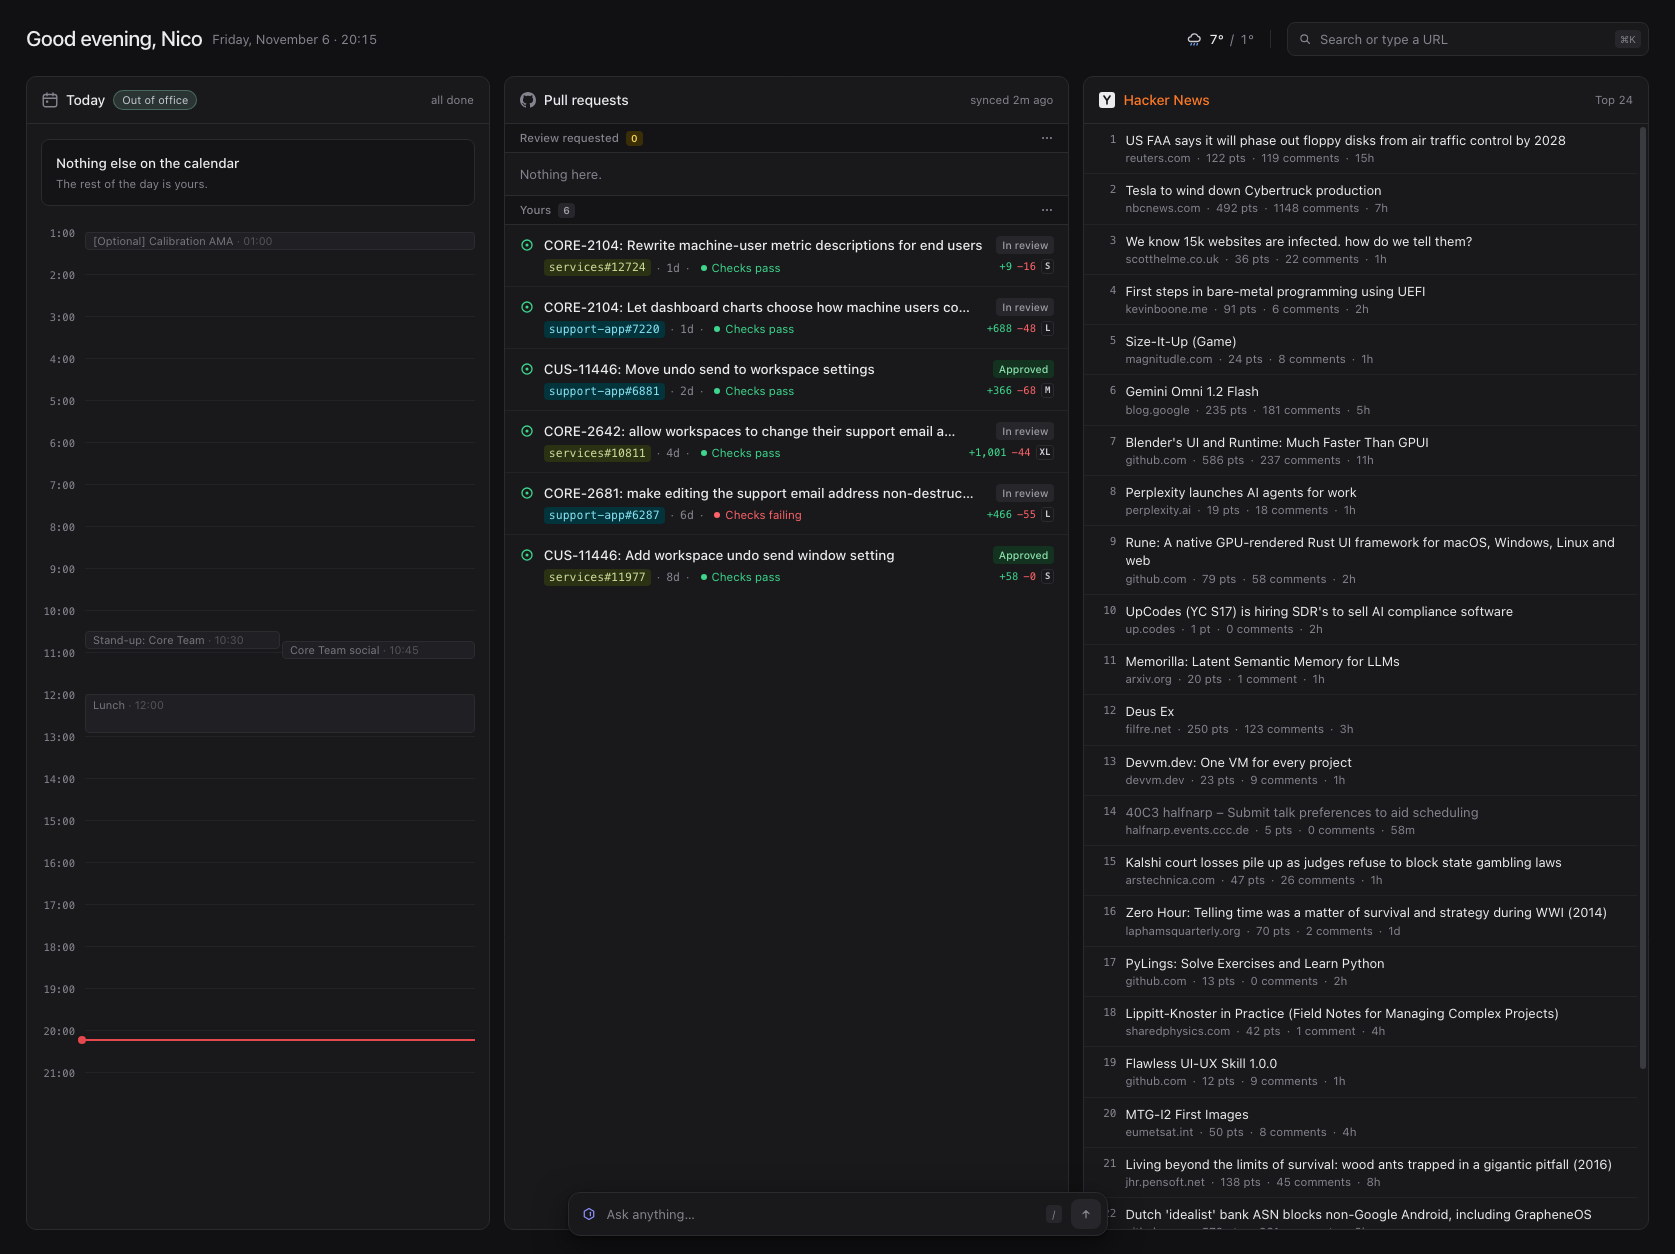 Good evening, Nico
Friday, November 6 · 20:15
7° / 1°
Search or type a URL
⌘K
Today
Out of office
all done
Nothing else on the calendar
The rest of the day is yours.
1:00
[Optional] Calibration AMA · 01:00
2:00
3:00
4:00
5:00
6:00
7:00
8:00
9:00
10:00
Stand-up: Core Team · 10:30
Core Team social · 10:45
11:00
12:00
Lunch · 12:00
13:00
14:00
15:00
16:00
17:00
18:00
19:00
20:00
21:00
Pull requests
synced 2m ago
Review requested 0
...
Nothing here.
Yours 6
...
CORE-2104: Rewrite machine-user metric descriptions for end users
In review
services#12724 · 1d · Checks pass
+9 −16 S
CORE-2104: Let dashboard charts choose how machine users co...
In review
support-app#7220 · 1d · Checks pass
+688 −48 L
CUS-11446: Move undo send to workspace settings
Approved
support-app#6881 · 2d · Checks pass
+366 −68 M
CORE-2642: allow workspaces to change their support email a...
In review
services#10811 · 4d · Checks pass
+1,001 −44 XL
CORE-2681: make editing the support email address non-destruc...
In review
support-app#6287 · 6d · Checks failing
+466 −55 L
CUS-11446: Add workspace undo send window setting
Approved
services#11977 · 8d · Checks pass
+58 −0 S
Ask anything...
/
Y
Hacker News
Top 24
1 US FAA says it will phase out floppy disks from air traffic control by 2028
reuters.com · 122 pts · 119 comments · 15h
2 Tesla to wind down Cybertruck production
nbcnews.com · 492 pts · 1148 comments · 7h
3 We know 15k websites are infected. how do we tell them?
scotthelme.co.uk · 36 pts · 22 comments · 1h
4 First steps in bare-metal programming using UEFI
kevinboone.me · 91 pts · 6 comments · 2h
5 Size-It-Up (Game)
magnitudle.com · 24 pts · 8 comments · 1h
6 Gemini Omni 1.2 Flash
blog.google · 235 pts · 181 comments · 5h
7 Blender's UI and Runtime: Much Faster Than GPUI
github.com · 586 pts · 237 comments · 11h
8 Perplexity launches AI agents for work
perplexity.ai · 19 pts · 18 comments · 1h
9 Rune: A native GPU-rendered Rust UI framework for macOS, Windows, Linux and
web
github.com · 79 pts · 58 comments · 2h
10 UpCodes (YC S17) is hiring SDR's to sell AI compliance software
up.codes · 1 pt · 0 comments · 2h
11 Memorilla: Latent Semantic Memory for LLMs
arxiv.org · 20 pts · 1 comment · 1h
12 Deus Ex
filfre.net · 250 pts · 123 comments · 3h
13 Devvm.dev: One VM for every project
devvm.dev · 23 pts · 9 comments · 1h
14 40C3 halfnarp – Submit talk preferences to aid scheduling
halfnarp.events.ccc.de · 5 pts · 0 comments · 58m
15 Kalshi court losses pile up as judges refuse to block state gambling laws
arstechnica.com · 47 pts · 26 comments · 1h
16 Zero Hour: Telling time was a matter of survival and strategy during WWI (2014)
laphamsquarterly.org · 70 pts · 2 comments · 1d
17 PyLings: Solve Exercises and Learn Python
github.com · 13 pts · 0 comments · 2h
18 Lippitt-Knoster in Practice (Field Notes for Managing Complex Projects)
sharedphysics.com · 42 pts · 1 comment · 4h
19 Flawless UI-UX Skill 1.0.0
github.com · 12 pts · 9 comments · 1h
20 MTG-I2 First Images
eumetsat.int · 50 pts · 8 comments · 4h
21 Living beyond the limits of survival: wood ants trapped in a gigantic pitfall (2016)
jhr.pensoft.net · 138 pts · 45 comments · 8h
Dutch 'idealist' bank ASN blocks non-Google Android, including GrapheneOS